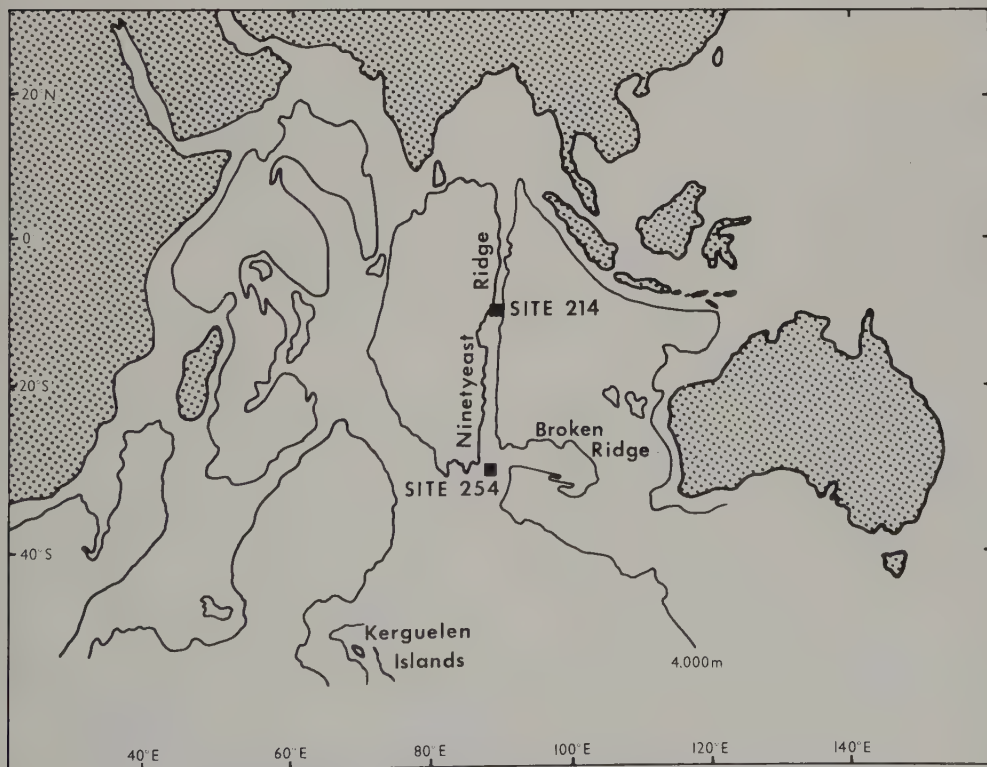 20 N
0
20°S
40°S
Ninetyeast
Ridge
SITE 214
Broken
Ridge
SITE 254
Kerguelen
Islands
4.000m
40°E
60°E
80°E
100°E
120°E
140°E